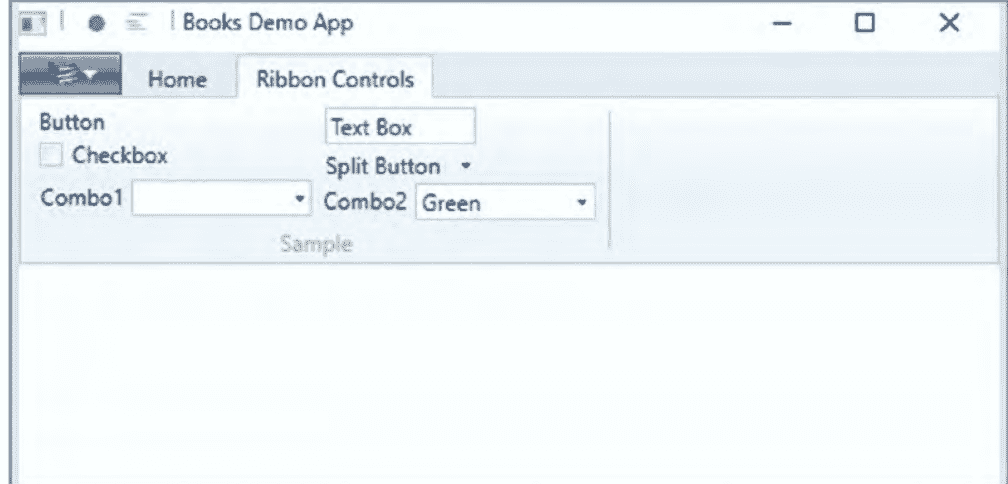 Books Demo App
Home Ribbon Controls
Button
Text Box
Checkbox
Split Button
Combo1
Combo2 Green
Sample